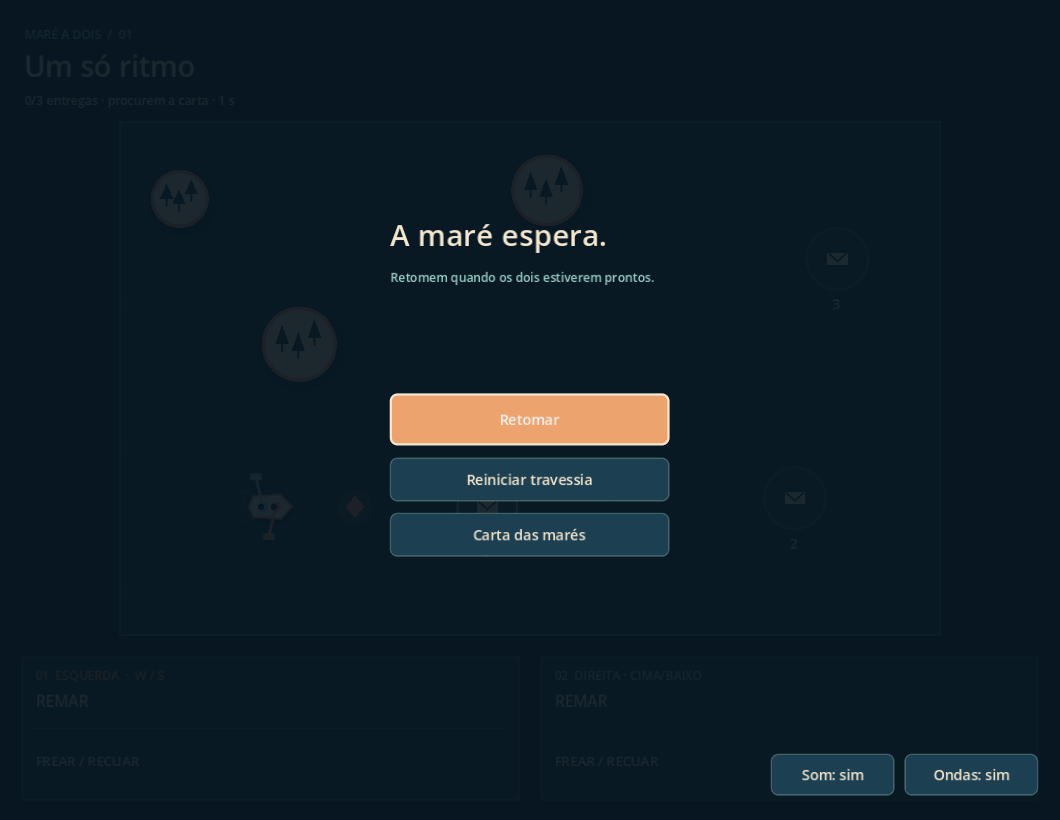 MARÉ A DOIS / 01
Um só ritmo
0/3 entregas · procurem a carta · 1 s
A maré espera.
Retomem quando os dois estiverem prontos.
3
Retomar
Reiniciar travessia
Carta das marés
2
01 ESQUERDA · W / S
REMAR
FREAR / RECUAR
02 DIREITA · CIMA/BAIXO
REMAR
FREAR / RECUAR
Som: sim
Ondas: sim